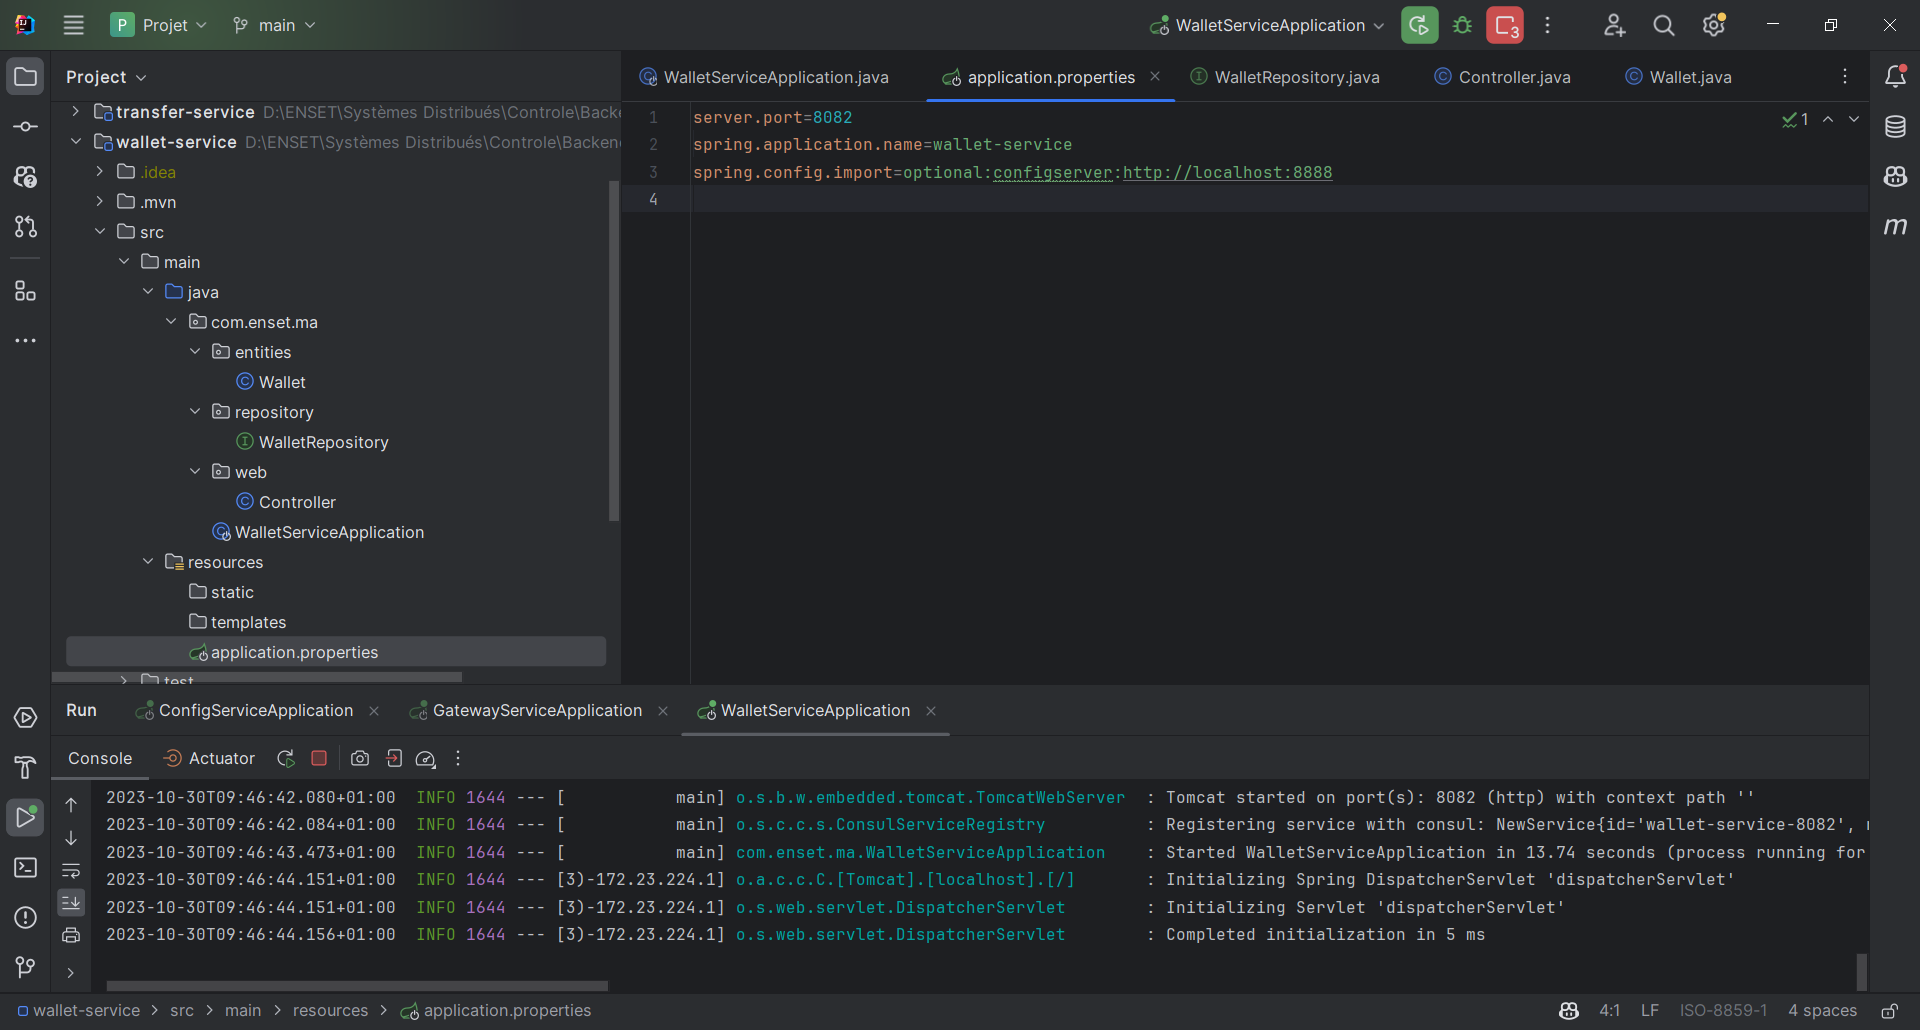 P Projet main WalletServiceApplication 3
Project
transfer-service D:\ENSET\Systèmes Distribués\Controle\Backe
wallet-service D:\ENSET\Systèmes Distribués\Controle\Backen
.idea
.mvn
src
main
java
com.enset.ma
entities
Wallet
repository
WalletRepository
web
Controller
WalletServiceApplication
resources
static
templates
application.properties
test
WalletServiceApplication.java application.properties WalletRepository.java Controller.java Wallet.java
1 server.port=8082
2 spring.application.name=wallet-service
3 spring.config.import=optional:configserver:http://localhost:8888
4
1
Run ConfigServiceApplication GatewayServiceApplication WalletServiceApplication
Console Actuator
2023-10-30T09:46:42.080+01:00 INFO 1644 --- [ main] o.s.b.w.embedded.tomcat.TomcatWebServer : Tomcat started on port(s): 8082 (http) with context path ''
2023-10-30T09:46:42.084+01:00 INFO 1644 --- [ main] o.s.c.c.s.ConsulServiceRegistry : Registering service with consul: NewService{id='wallet-service-8082',
2023-10-30T09:46:43.473+01:00 INFO 1644 --- [ main] com.enset.ma.WalletServiceApplication : Started WalletServiceApplication in 13.74 seconds (process running for
2023-10-30T09:46:44.151+01:00 INFO 1644 --- [3)-172.23.224.1] o.a.c.c.C.[Tomcat].[localhost].[/] : Initializing Spring DispatcherServlet 'dispatcherServlet'
2023-10-30T09:46:44.151+01:00 INFO 1644 --- [3)-172.23.224.1] o.s.web.servlet.DispatcherServlet : Initializing Servlet 'dispatcherServlet'
2023-10-30T09:46:44.156+01:00 INFO 1644 --- [3)-172.23.224.1] o.s.web.servlet.DispatcherServlet : Completed initialization in 5 ms
wallet-service > src > main > resources > application.properties 4:1 LF ISO-8859-1 4 spaces